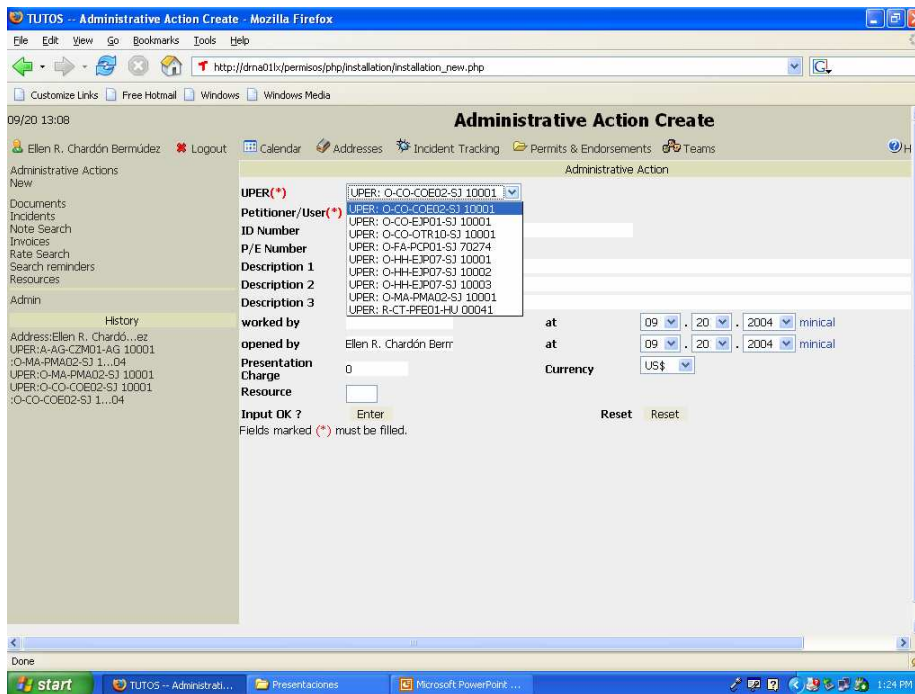 TUTOS -- Administrative Action Create - Mozilla Firefox
File Edit View Go Bookmarks Tools Help
http://drna01lx/permisos/php/installation/installation_new.php
Customize Links Free Hotmail Windows Windows Media
09/20 13:08
Administrative Action Create
Ellen R. Chardón Bermúdez Logout Calendar Addresses Incident Tracking Permits & Endorsements Teams H
Administrative Actions
New
Documents
Incidents
Note Search
Invoices
Rate Search
Search reminders
Resources
Admin
History
Address:Ellen R. Chardó...ez
UPER:A-AG-CZM01-AG 10001
:O-MA-PMA02-SJ 1...04
UPER:O-MA-PMA02-SJ 10001
UPER:O-CO-COE02-SJ 10001
:O-CO-COE02-SJ 1...04
Administrative Action
UPER(*) UPER: O-CO-COE02-SJ 10001
UPER: O-CO-COE02-SJ 10001
UPER: O-CO-EJP01-SJ 10001
UPER: O-CO-OTR10-SJ 10001
UPER: O-FA-PCP01-SJ 70274
UPER: O-HH-EJP07-SJ 10001
UPER: O-HH-EJP07-SJ 10002
UPER: O-HH-EJP07-SJ 10003
UPER: O-MA-PMA02-SJ 10001
UPER: R-CT-PFE01-HU 00041
Petitioner/User(*)
ID Number
P/E Number
Description 1
Description 2
Description 3
worked by at 09 . 20 . 2004 minical
opened by Ellen R. Chardón Berm at 09 . 20 . 2004 minical
Presentation Charge 0 Currency US$
Resource
Input OK ? Enter Reset Reset
Fields marked (*) must be filled.
Done
start TUTOS -- Administrati... Presentaciones Microsoft PowerPoint ... 1:24 PM